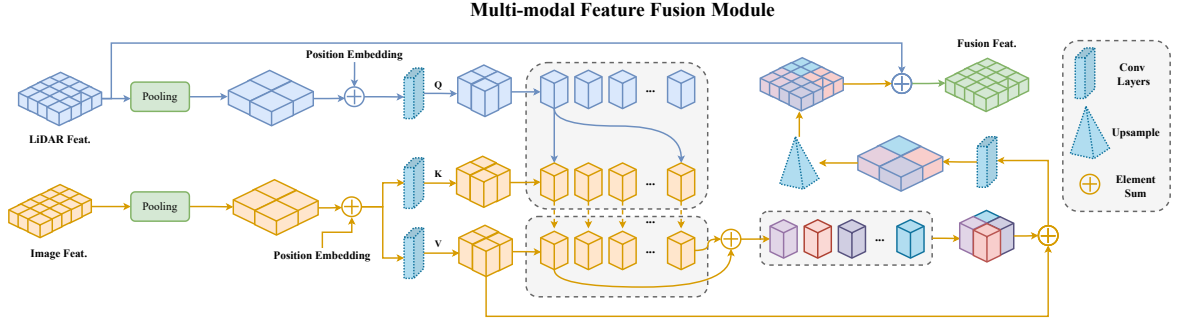 Multi-modal Feature Fusion Module
Position Embedding
Fusion Feat.
Pooling
Q
...
Conv
Layers
LiDAR Feat.
Upsample
K
...
Pooling
Element
Sum
...
V
...
...
Image Feat.
Position Embedding